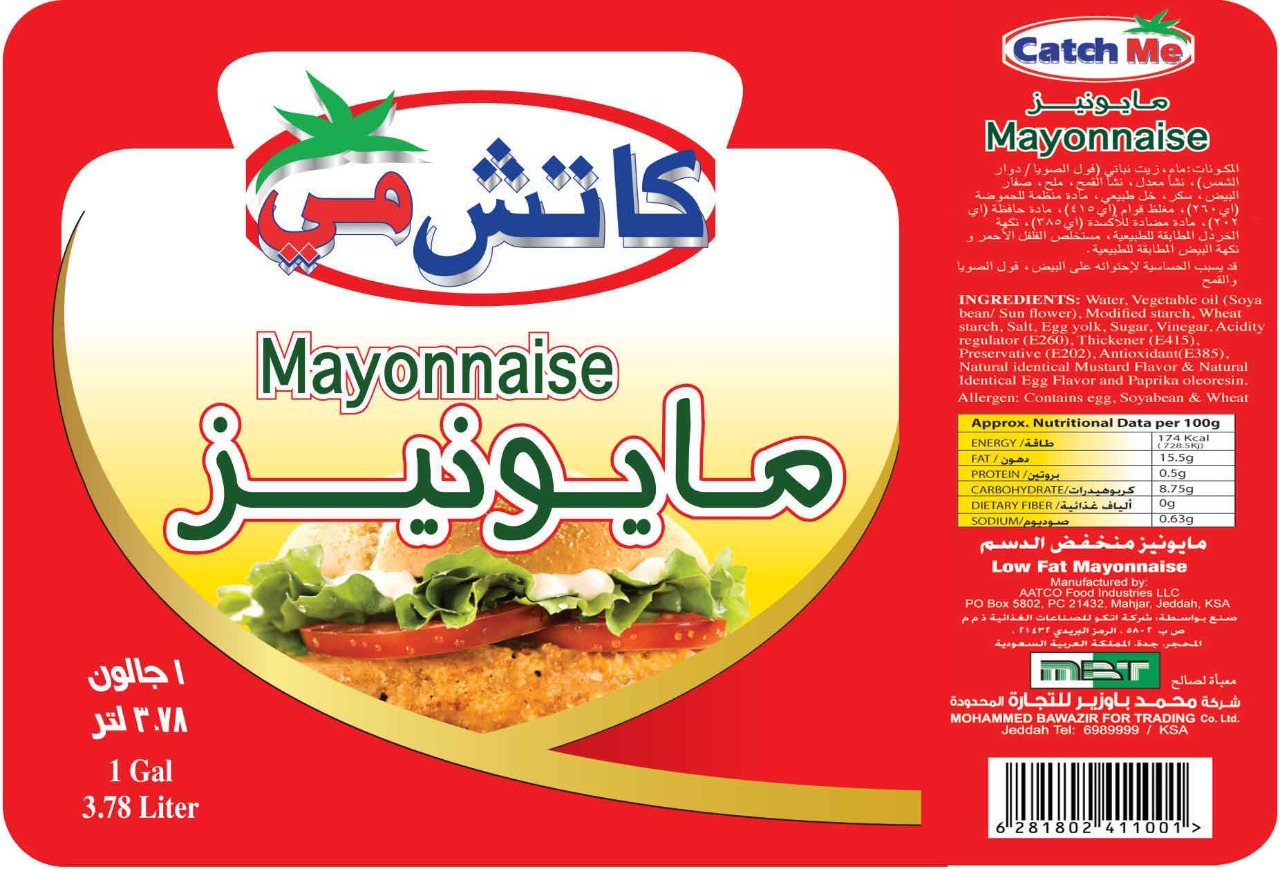 كاتش مي
Mayonnaise
مايونيز
١ جالون
٣.٧٨ لتر
1 Gal
3.78 Liter
Catch Me
مايونيز
Mayonnaise
المكونات: ماء، زيت نباتي (فول الصويا / دوار
الشمس)، نشا معدل، نشا القمح، ملح، صفار
البيض، سكر، خل طبيعي، مادة منظمة للحموضة
(اي ٢٦٠)، مغلظ قوام (اي ٤١٥)، مادة حافظة (اي
٢٠٢)، مادة مضادة للأكسدة (اي ٣٨٥)، نكهة
الخردل المطابقة للطبيعية، مستخلص الفلفل الأحمر و
نكهة البيض المطابقة للطبيعية.
قد يسبب الحساسية لإحتوائه على البيض، فول الصويا
والقمح
INGREDIENTS: Water, Vegetable oil (Soya
bean/ Sun flower), Modified starch, Wheat
starch, Salt, Egg yolk, Sugar, Vinegar, Acidity
regulator (E260), Thickener (E415),
Preservative (E202), Antioxidant(E385),
Natural identical Mustard Flavor & Natural
Identical Egg Flavor and Paprika oleoresin.
Allergen: Contains egg, Soyabean & Wheat
Approx. Nutritional Data per 100g
ENERGY /طاقة 174 Kcal
(728.5Kj)
FAT / دهون 15.5g
PROTEIN /بروتين 0.5g
CARBOHYDRATE/كربوهيدرات 8.75g
DIETARY FIBER /ألياف غذائية 0g
SODIUM/صوديوم 0.63g
مايونيز منخفض الدسم
Low Fat Mayonnaise
Manufactured by:
AATCO Food Industries LLC
PO Box 5802, PC 21432, Mahjar, Jeddah, KSA
صنع بواسطة: شركة اتكو للصناعات الغذائية ذ م م
ص ب ٥٨٠٢ ، الرمز البريدي ٢١٤٣٢ ،
المحجر، جدة، المملكة العربية السعودية
MBT
معبأة لصالح
شركة محمد باوزير للتجارة المحدودة
MOHAMMED BAWAZIR FOR TRADING Co. Ltd.
Jeddah Tel: 6989999 / KSA
6 281802 411001 >